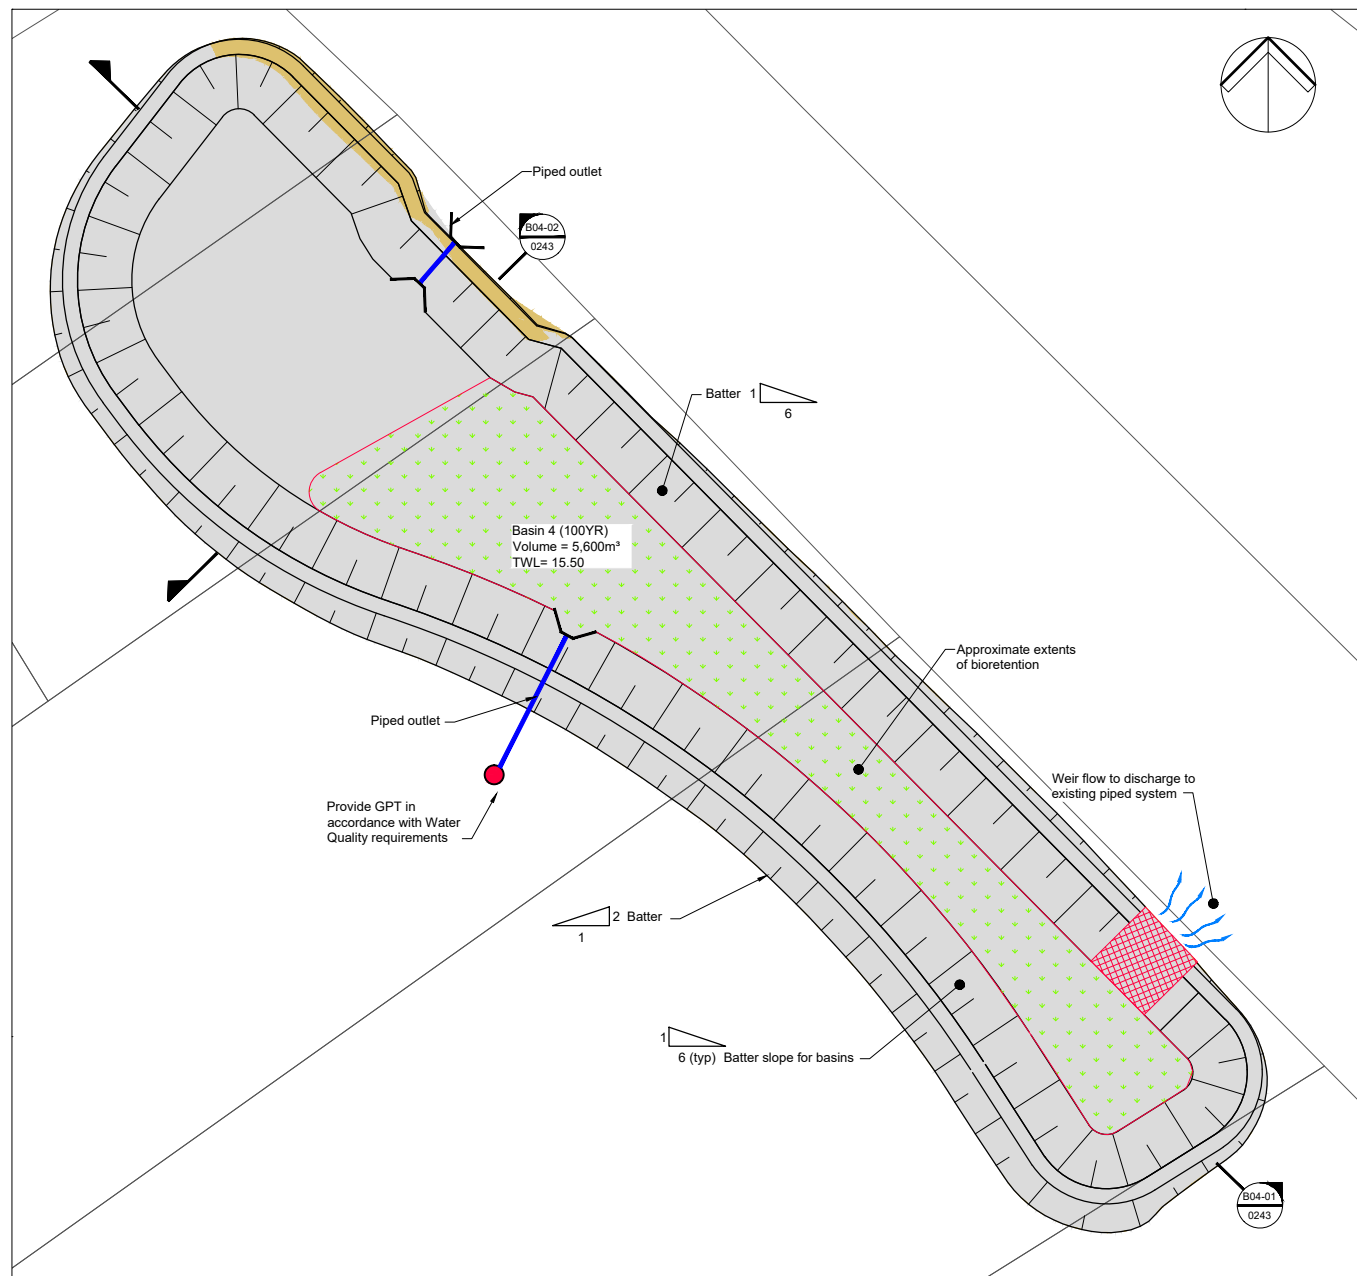 Piped outlet
B04-02
0243
Batter
1
6
Basin 4 (100YR)
Volume = 5,600m³
TWL= 15.50
Approximate extents
of bioretention
Piped outlet
Weir flow to discharge to
existing piped system
Provide GPT in
accordance with Water
Quality requirements
2 Batter
1
1
6 (typ) Batter slope for basins
B04-01
0243